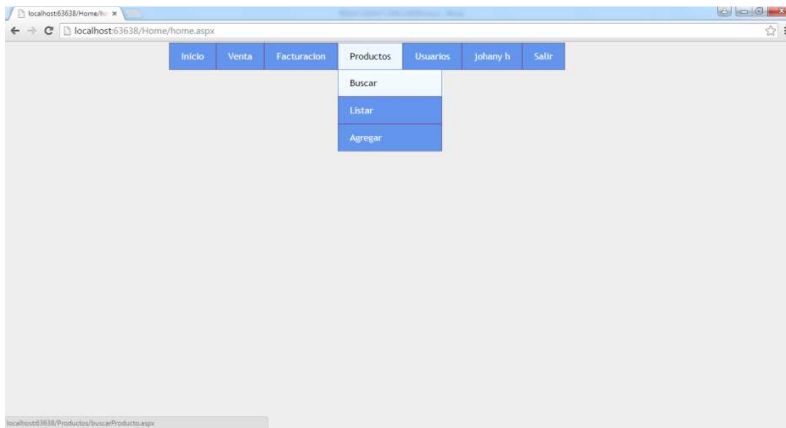 localhost:63638/Home/h
localhost:63638/Home/home.aspx
Inicio Venta Facturacion Productos Usuarios Johany h Salir
Buscar
Listar
Agregar
localhost:63638/Productos/buscarProducto.aspx